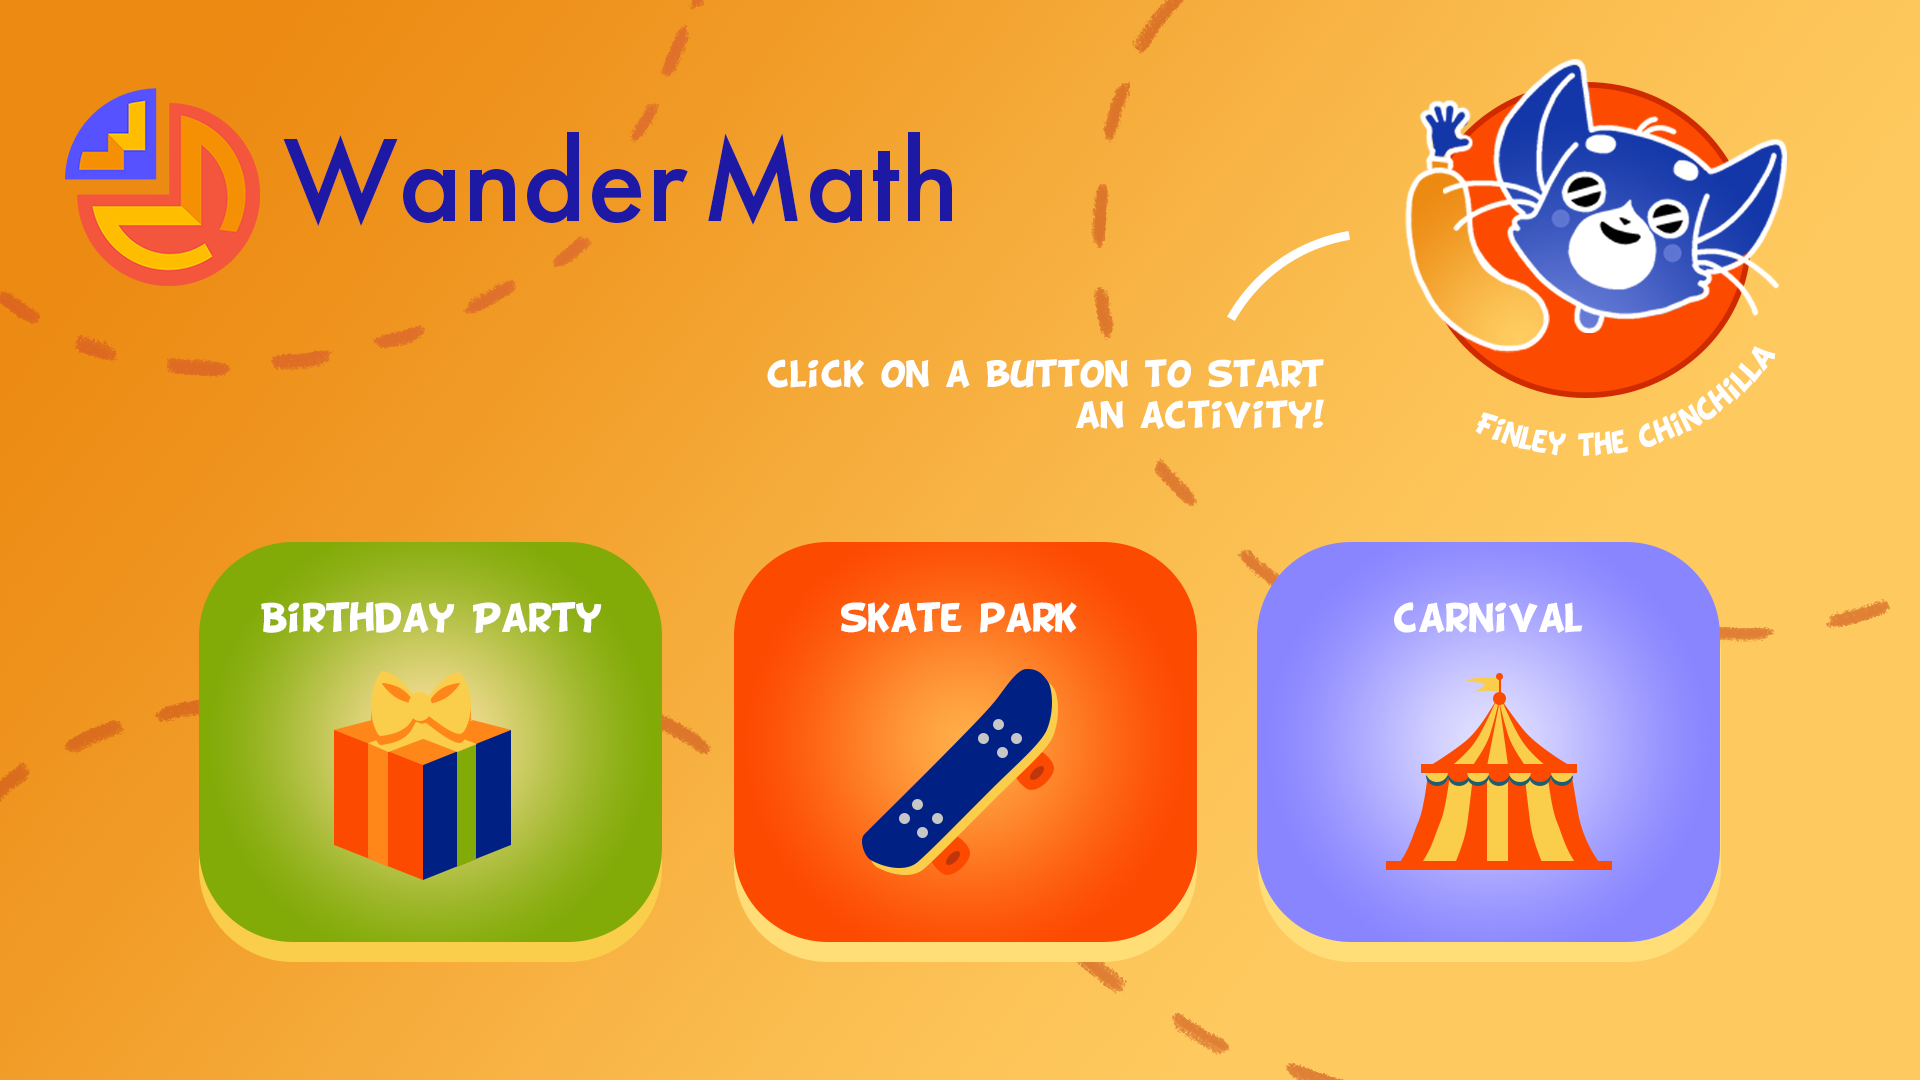 Wander Math
CLiCK ON A BUTTON TO START
AN ACTiViTY!
FiNLEY THE CHiNCHiLLA
BiRTHDAY PARTY
SKATE PARK
CARNiVAL